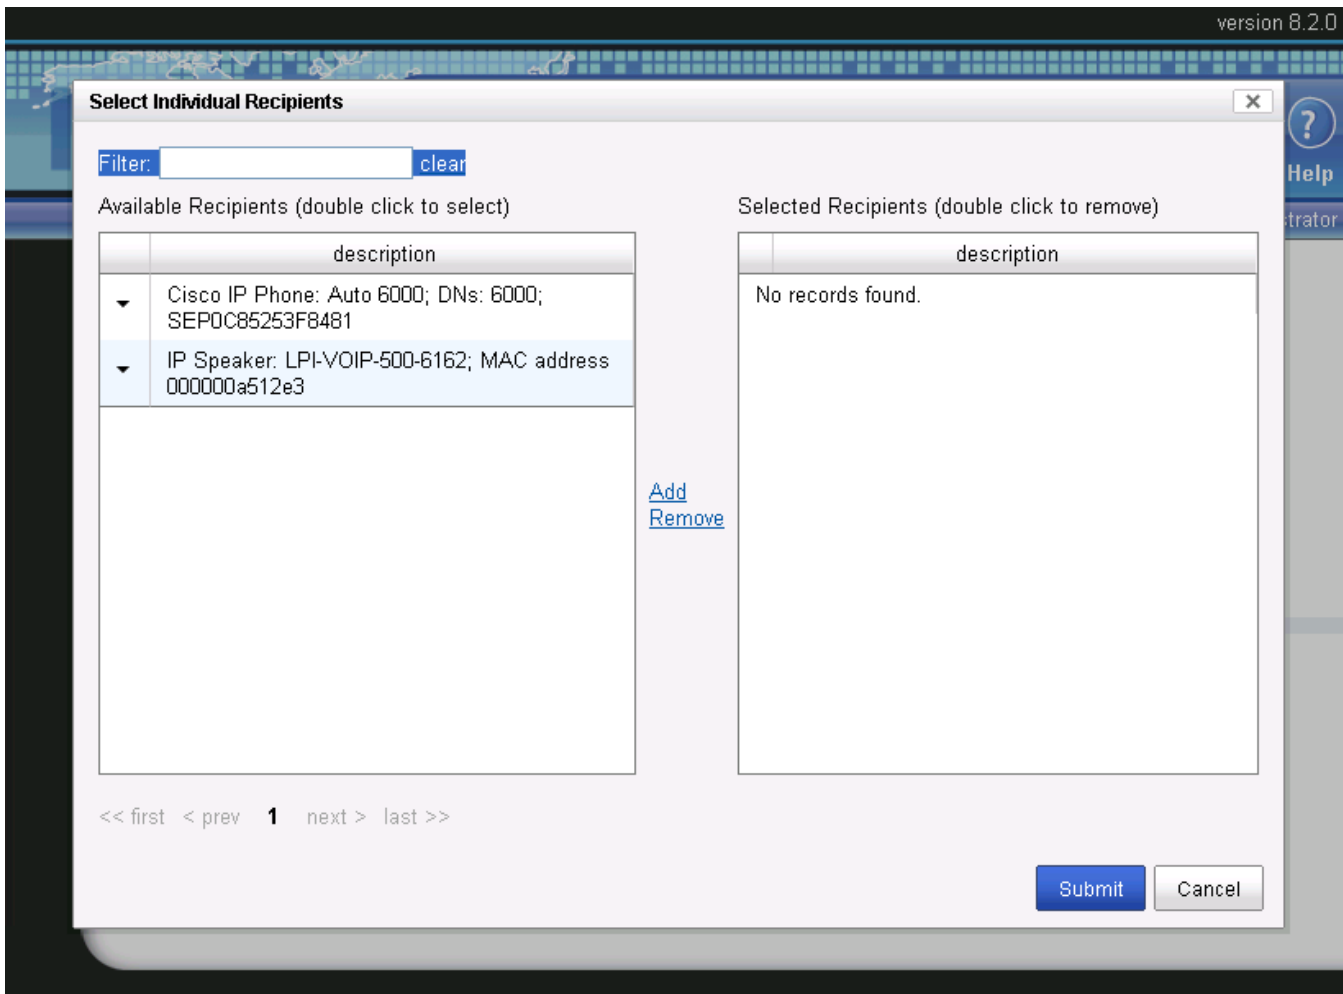 version 8.2.0
Select Individual Recipients
?
Help
Filter: clear
strator
Available Recipients (double click to select)
Selected Recipients (double click to remove)
description
description
Cisco IP Phone: Auto 6000; DNs: 6000;
SEP0C85253F8481
No records found.
IP Speaker: LPI-VOIP-500-6162; MAC address
000000a512e3
Add
Remove
<< first < prev 1 next > last >>
Submit
Cancel